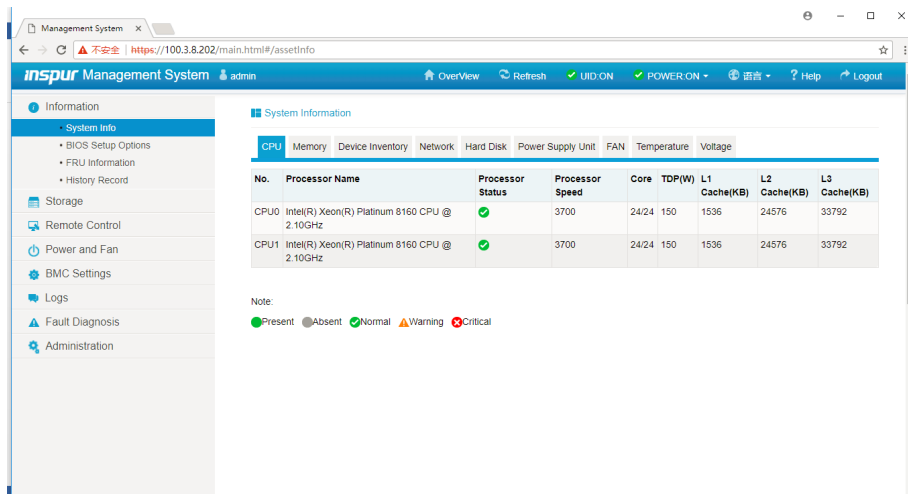 Management System
不安全 | https://100.3.8.202/main.html#/assetInfo
inspur Management System admin OverView Refresh UID:ON POWER:ON 语言 Help Logout
Information
• System Info
• BIOS Setup Options
• FRU Information
• History Record
Storage
Remote Control
Power and Fan
BMC Settings
Logs
Fault Diagnosis
Administration
System Information
CPU Memory Device Inventory Network Hard Disk Power Supply Unit FAN Temperature Voltage
No. Processor Name Processor Status Processor Speed Core TDP(W) L1 Cache(KB) L2 Cache(KB) L3 Cache(KB)
CPU0 Intel(R) Xeon(R) Platinum 8160 CPU @ 2.10GHz 3700 24/24 150 1536 24576 33792
CPU1 Intel(R) Xeon(R) Platinum 8160 CPU @ 2.10GHz 3700 24/24 150 1536 24576 33792
Note:
Present Absent Normal Warning Critical